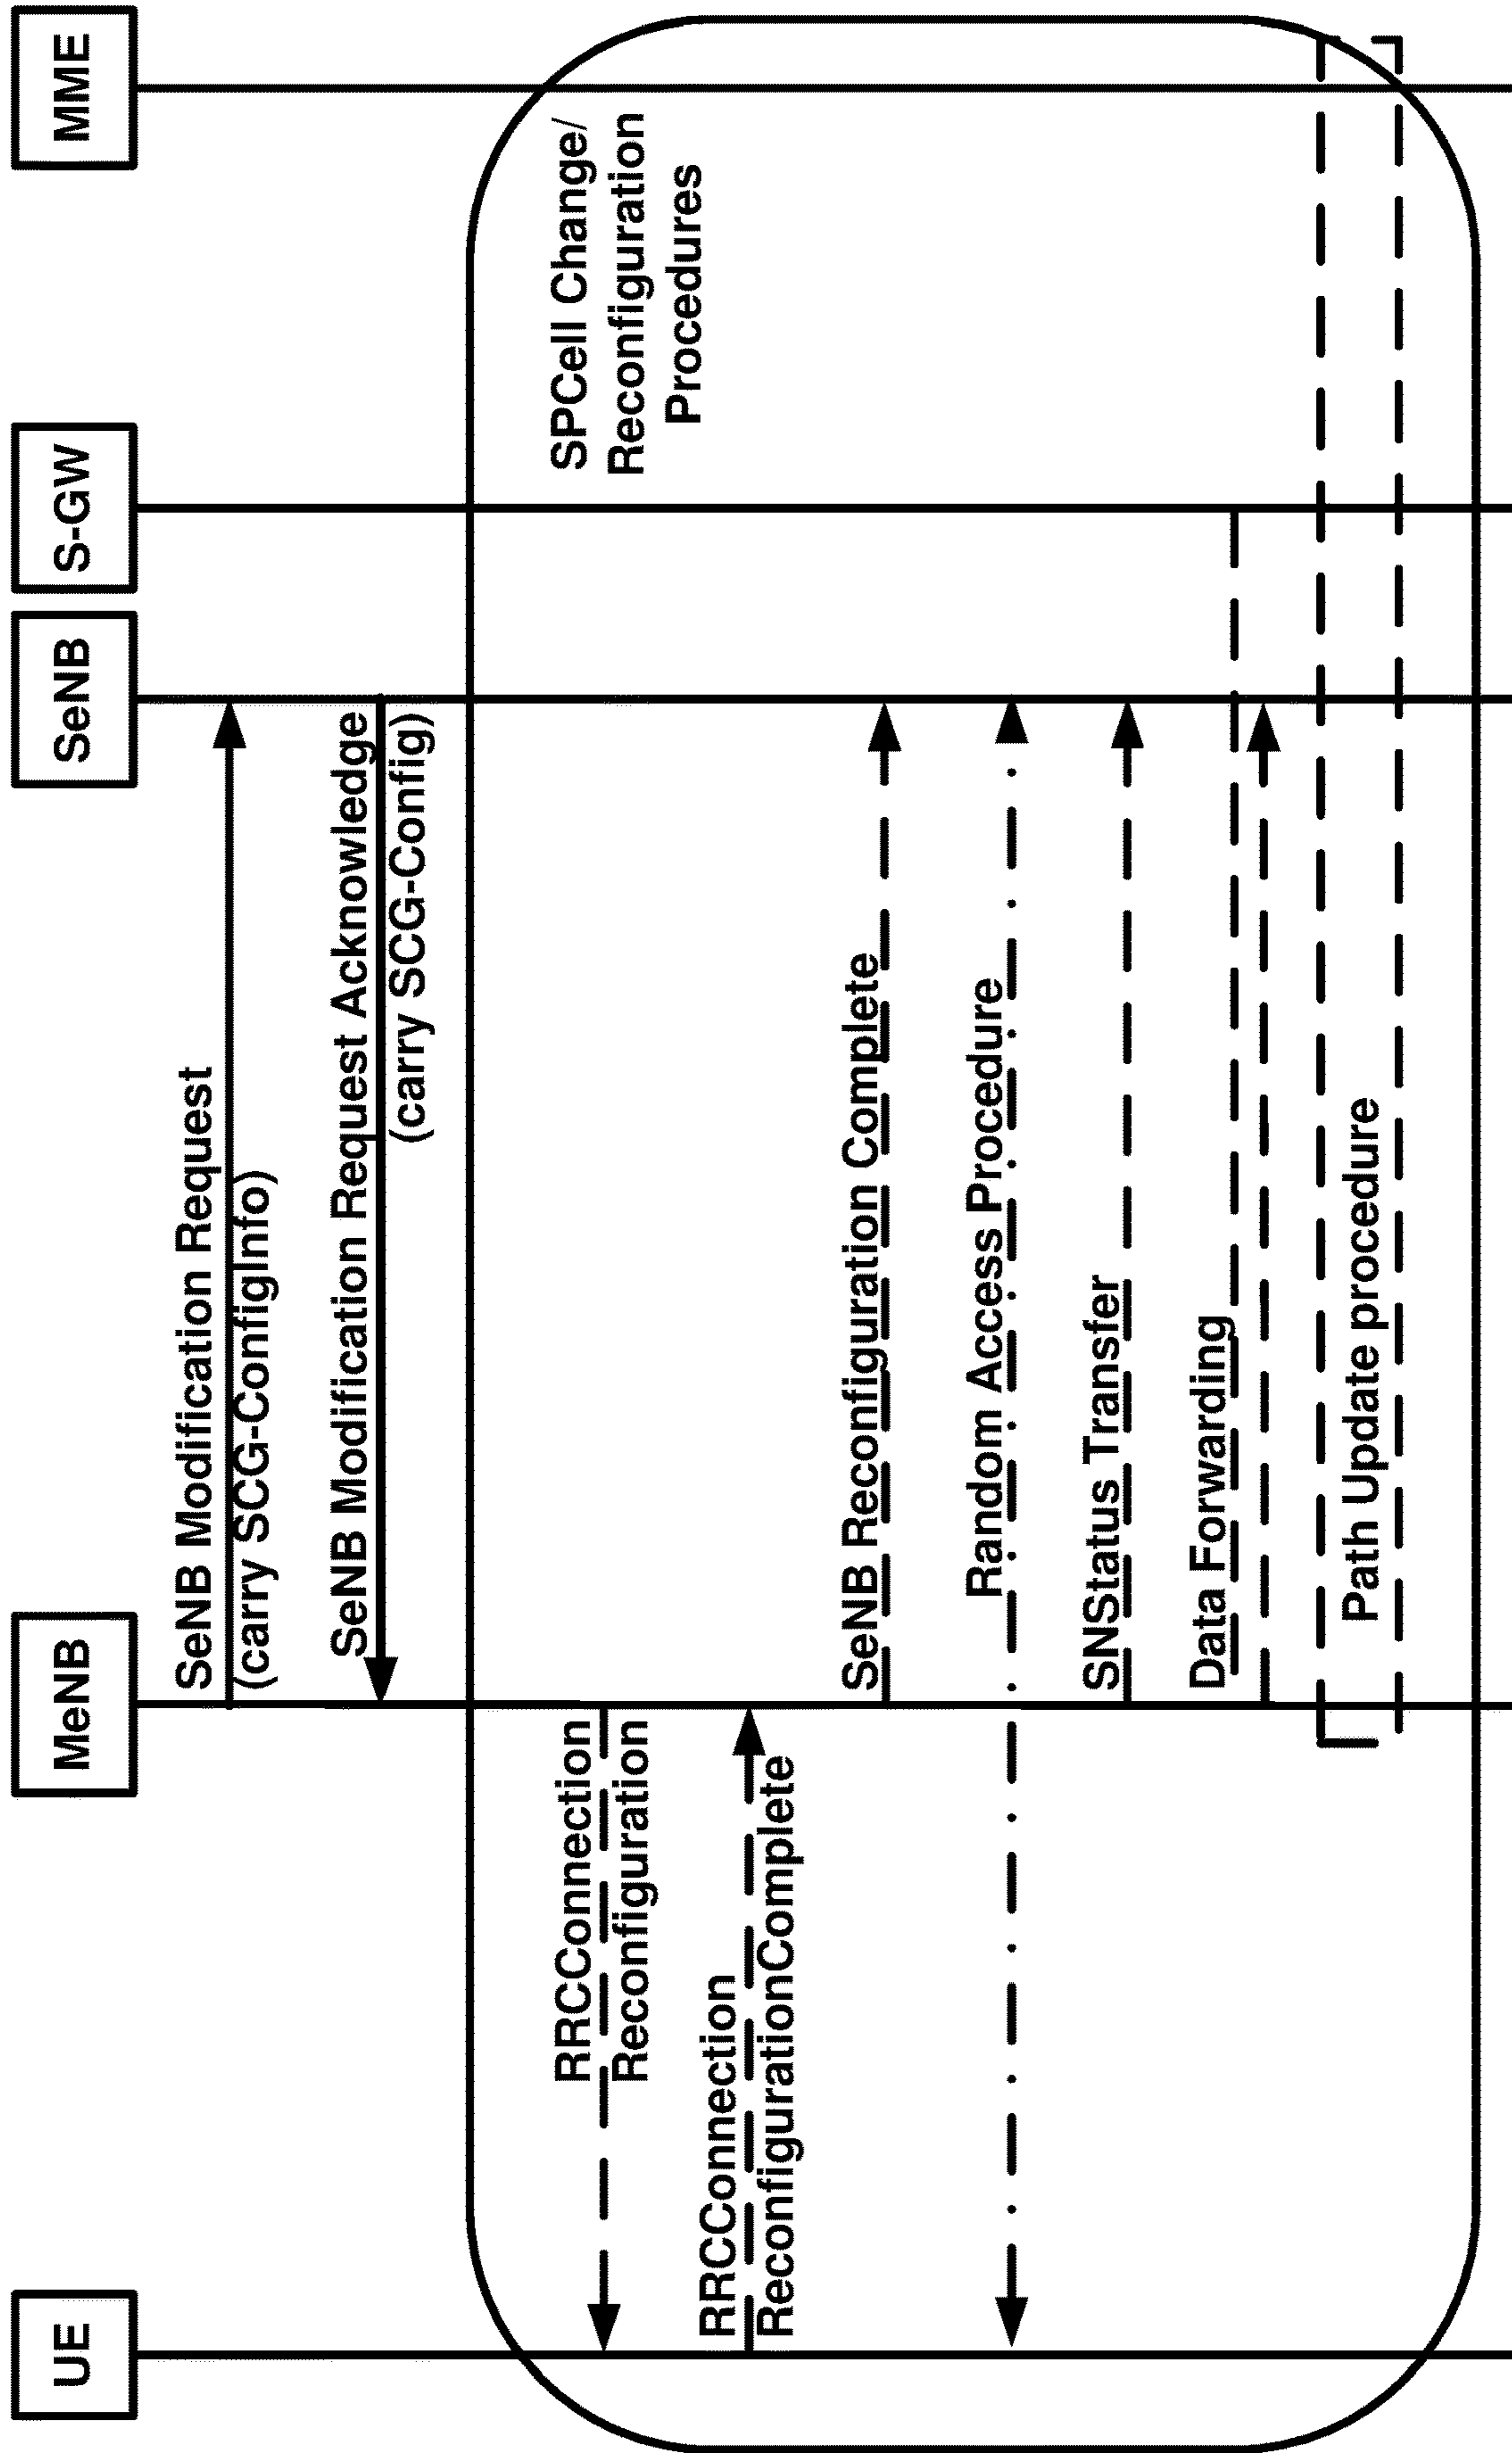 UE
MeNB
SeNB
S-GW
MME
SeNB Modification Request
(carry SCG-ConfigInfo)
SeNB Modification Request Acknowledge
(carry SCG-Config)
SPCell Change/
Reconfiguration
Procedures
RRCConnection
Reconfiguration
RRCConnection
ReconfigurationComplete
SeNB Reconfiguration Complete
Random Access Procedure
SNStatus Transfer
Data Forwarding
Path Update procedure